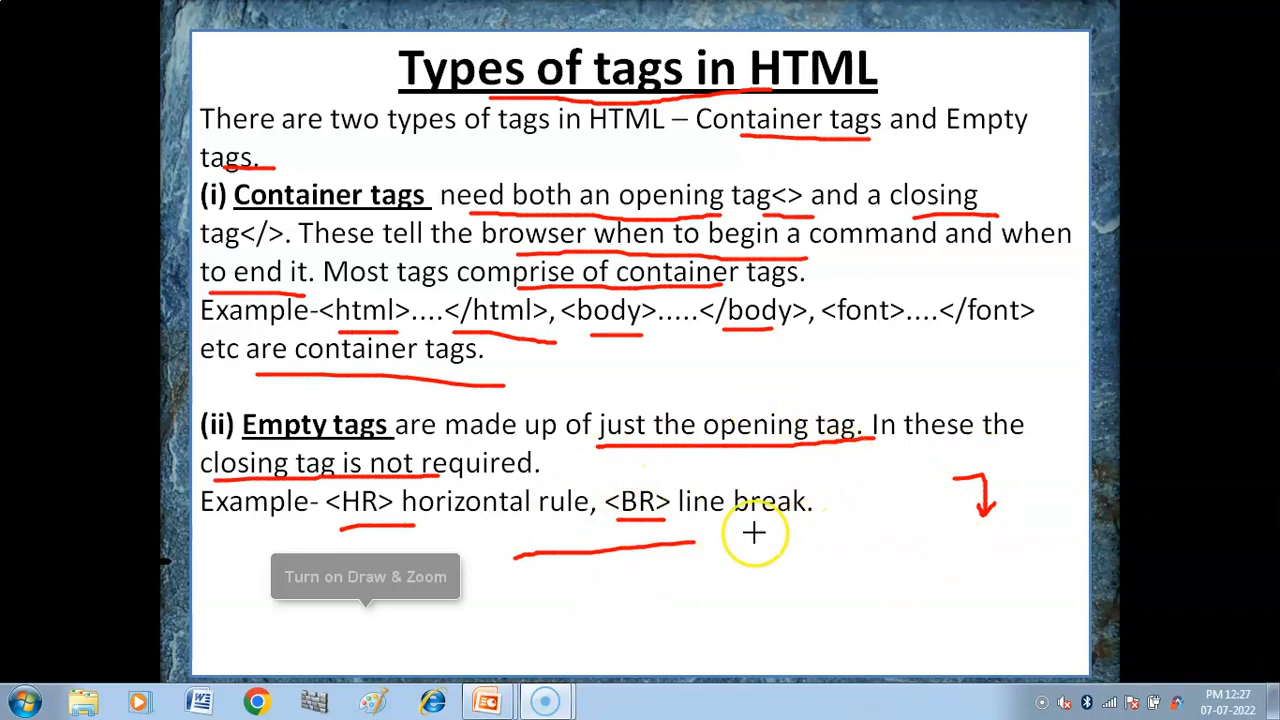 Types of tags in HTML
There are two types of tags in HTML – Container tags and Empty
tags.
(i) Container tags need both an opening tag<> and a closing
tag</>. These tell the browser when to begin a command and when
to end it. Most tags comprise of container tags.
Example-<html>....</html>, <body>.....</body>, <font>....</font>
etc are container tags.
(ii) Empty tags are made up of just the opening tag. In these the
closing tag is not required.
Example- <HR> horizontal rule, <BR> line break.
Turn on Draw & Zoom
PM 12:27
07-07-2022